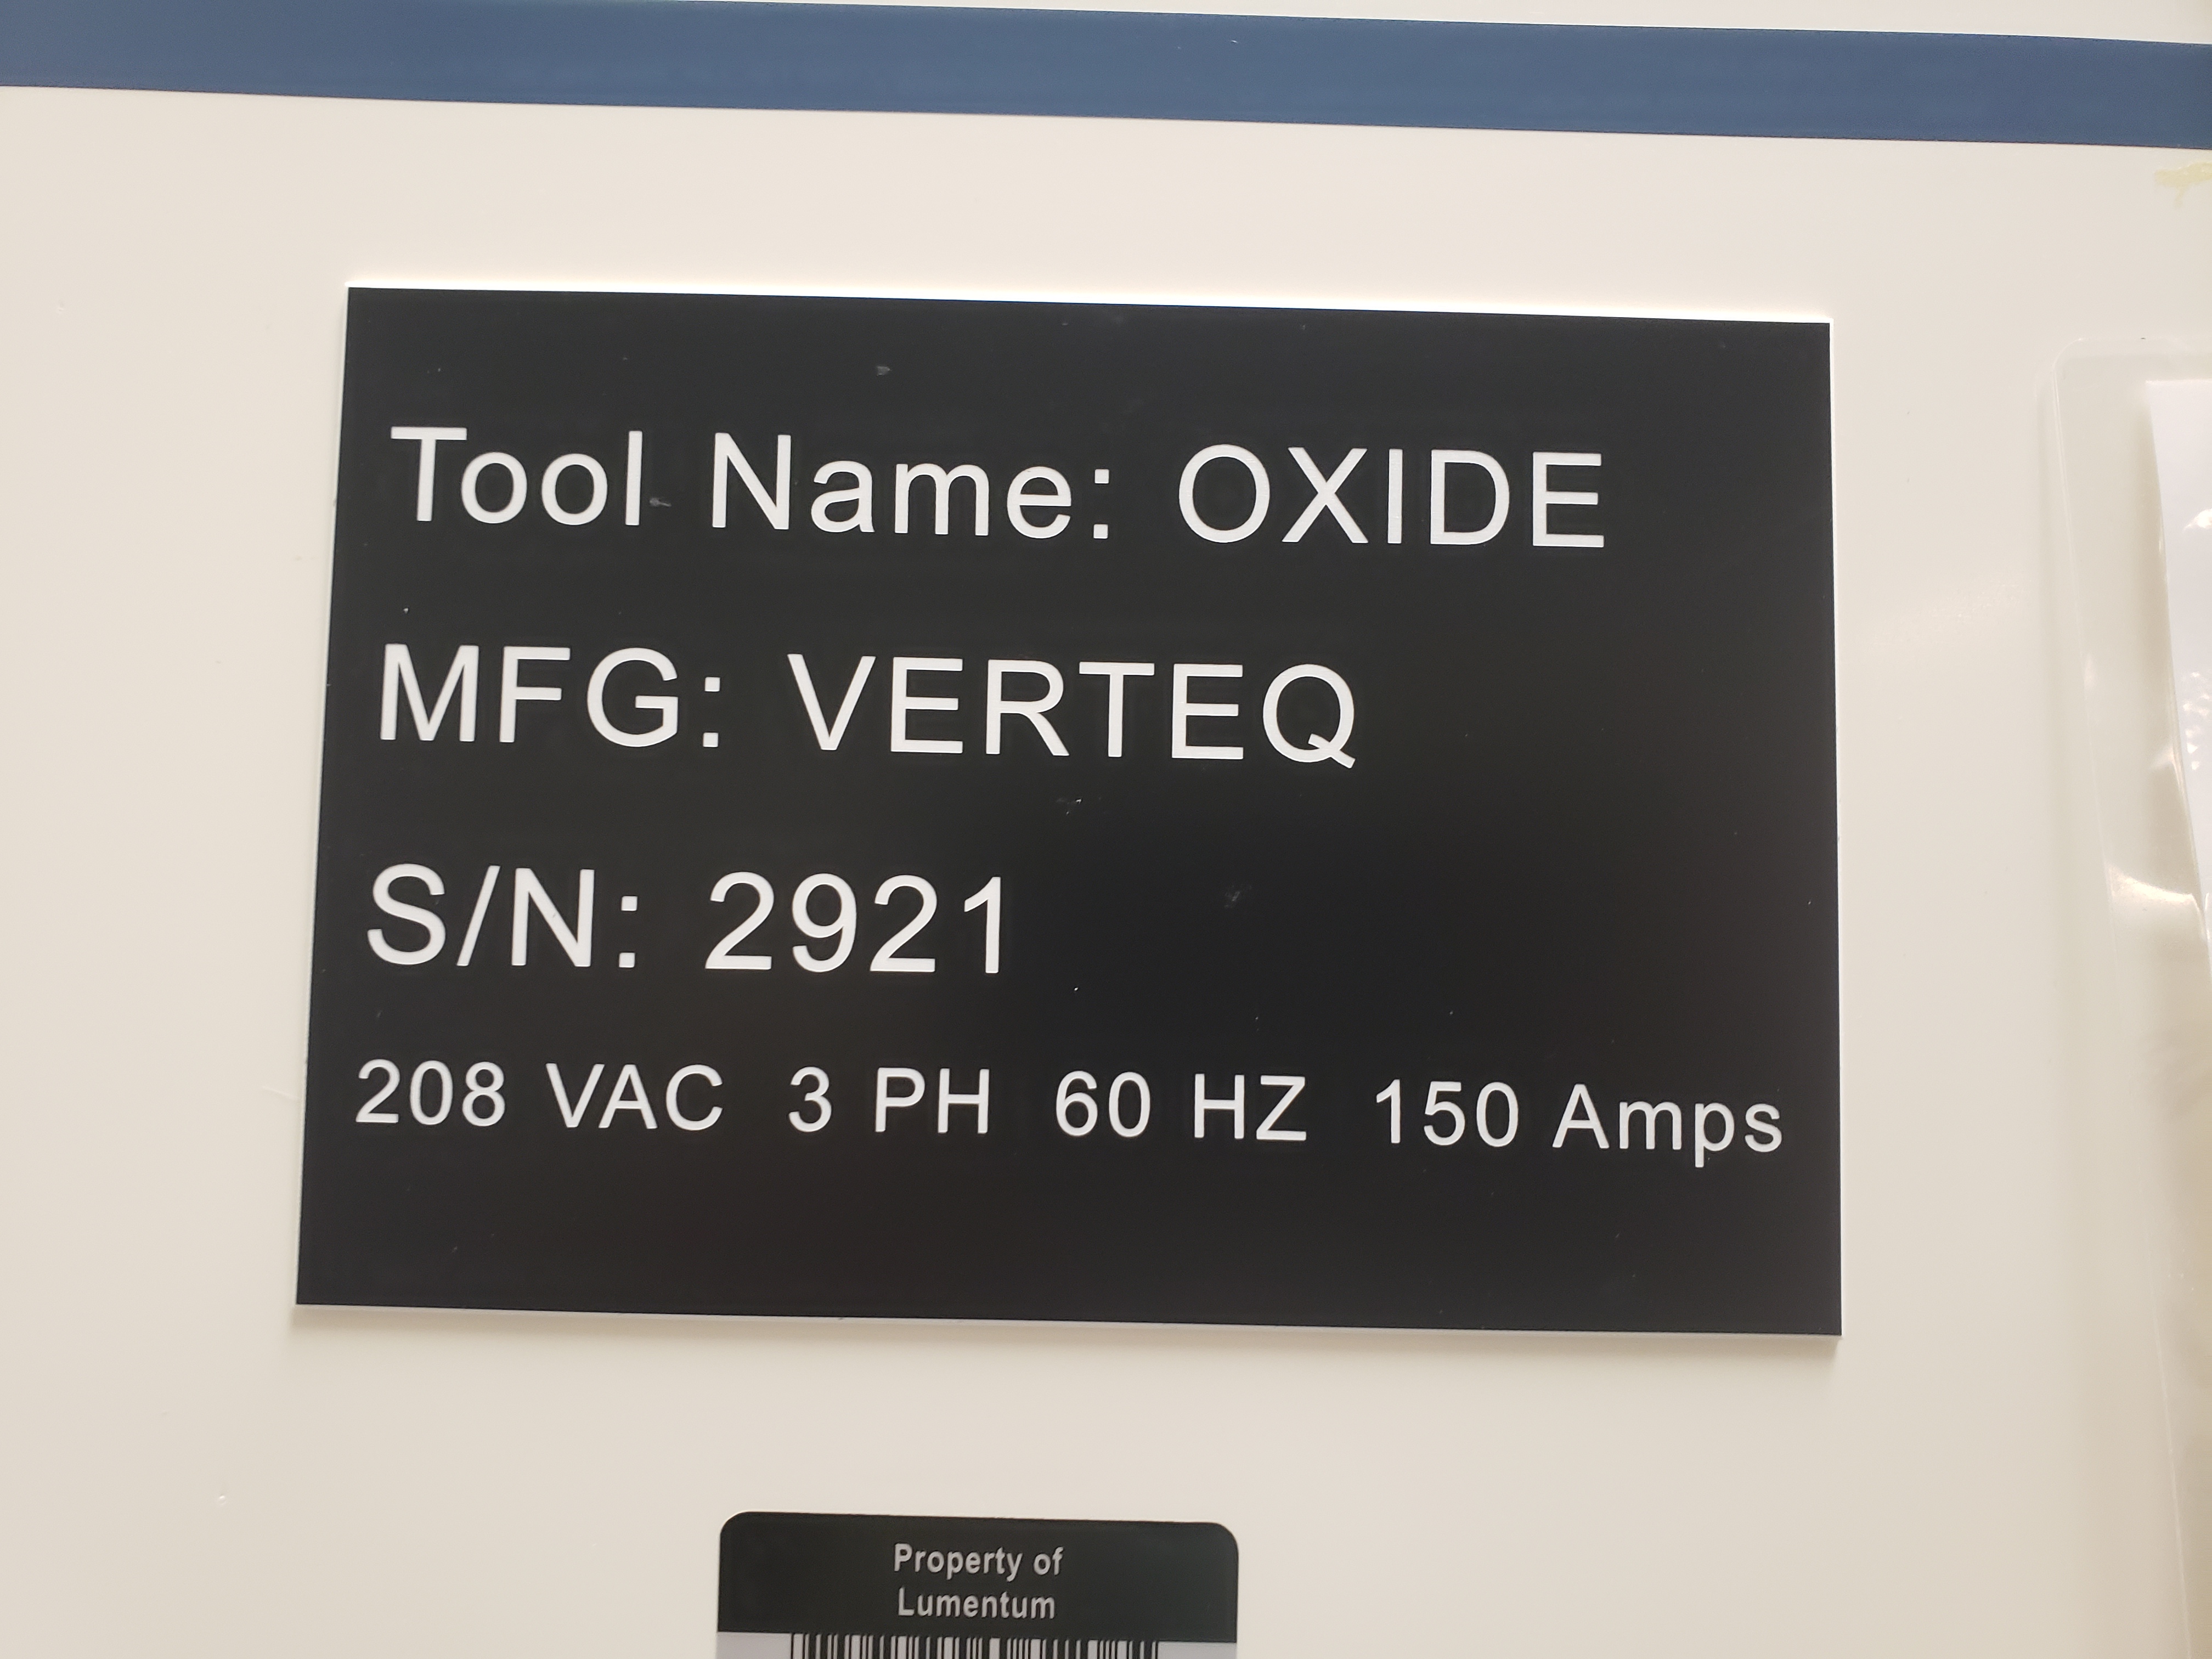 Tool Name: OXIDE
MFG: VERTEQ
S/N: 2921
208 VAC 3 PH 60 HZ 150 Amps
Property of
Lumentum